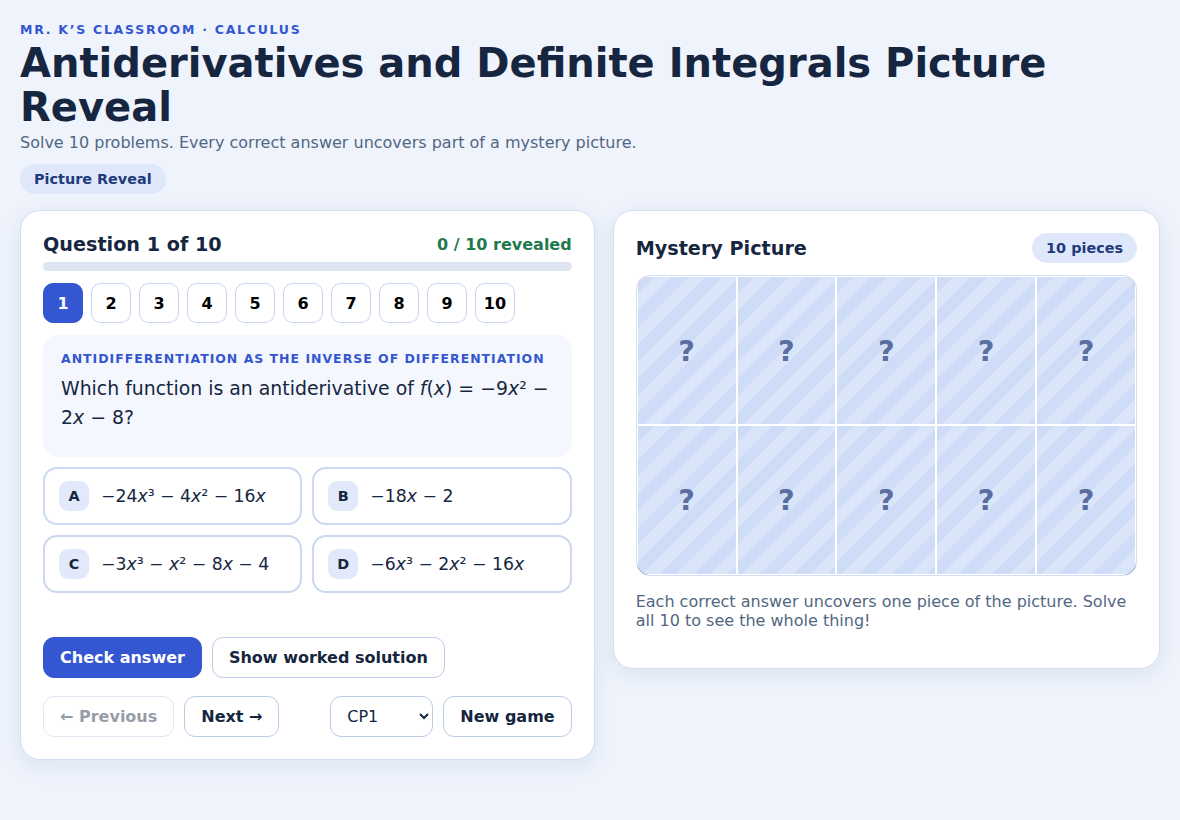 MR. K’S CLASSROOM · CALCULUS
Antiderivatives and Definite Integrals Picture
Reveal
Solve 10 problems. Every correct answer uncovers part of a mystery picture.
Picture Reveal
Question 1 of 10
0 / 10 revealed
1 2 3 4 5 6 7 8 9 10
ANTIDIFFERENTIATION AS THE INVERSE OF DIFFERENTIATION
Which function is an antiderivative of f(x) = −9x² −
2x − 8?
A −24x³ − 4x² − 16x
B −18x − 2
C −3x³ − x² − 8x − 4
D −6x³ − 2x² − 16x
Check answer
Show worked solution
← Previous
Next →
CP1
New game
Mystery Picture
10 pieces
? ? ? ? ?
? ? ? ? ?
Each correct answer uncovers one piece of the picture. Solve
all 10 to see the whole thing!